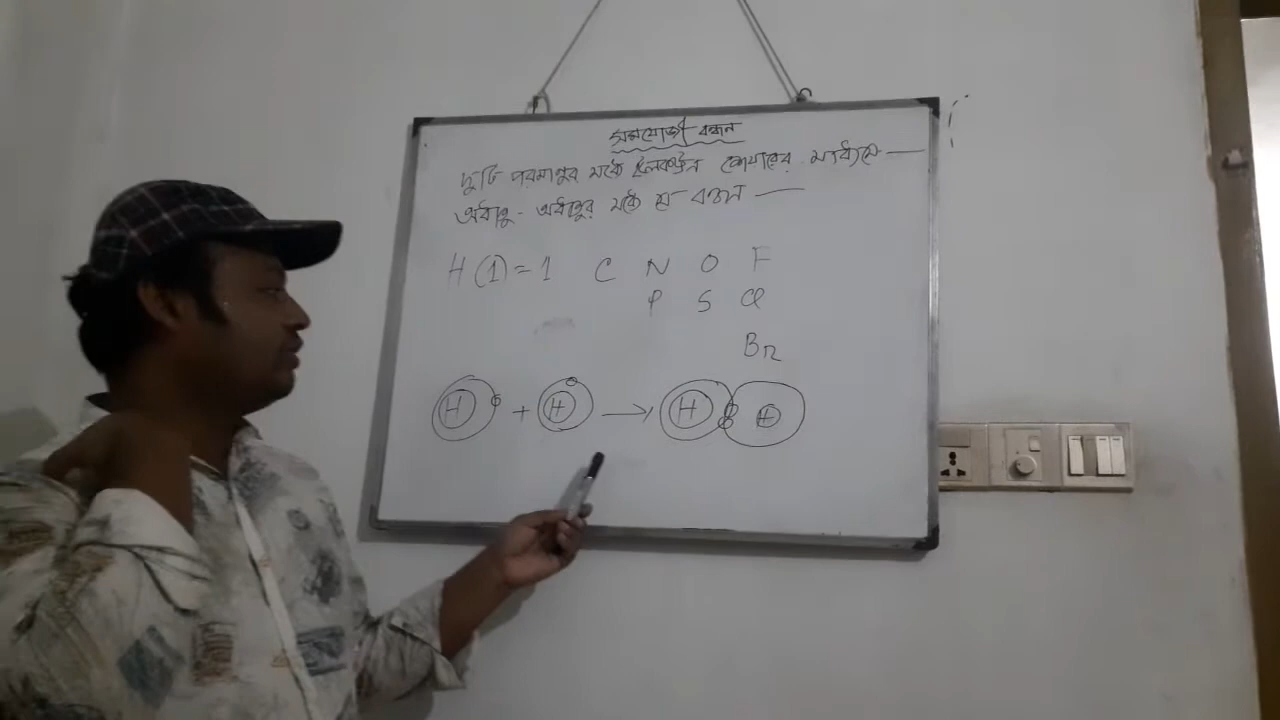 সমযোজী বন্ধন
দুটি পরমাণুর মধ্যে ইলেকট্রন শেয়ারের মাধ্যমে —
অধাতু - অধাতুর মধ্যে যে বন্ধন —
H (1) = 1 C N O F
P S Cl
Br
H + H → H H